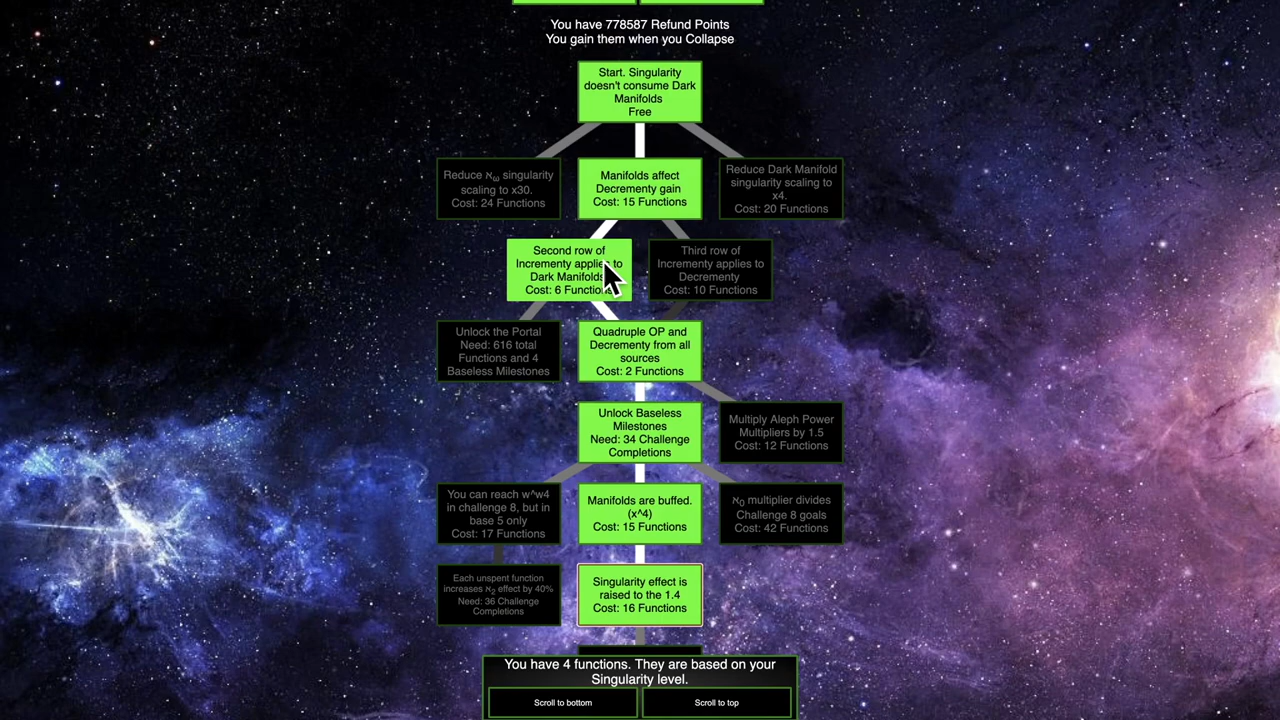 You have 778587 Refund Points
You gain them when you Collapse
Start. Singularity
doesn't consume Dark
Manifolds
Free
Reduce ℵω singularity
scaling to x30.
Cost: 24 Functions
Manifolds affect
Decrementy gain
Cost: 15 Functions
Reduce Dark Manifold
singularity scaling to
x4.
Cost: 20 Functions
Second row of
Incrementy applies to
Dark Manifolds
Cost: 6 Functions
Third row of
Incrementy applies to
Decrementy
Cost: 10 Functions
Unlock the Portal
Need: 616 total
Functions and 4
Baseless Milestones
Quadruple OP and
Decrementy from all
sources
Cost: 2 Functions
Unlock Baseless
Milestones
Need: 34 Challenge
Completions
Multiply Aleph Power
Multipliers by 1.5
Cost: 12 Functions
You can reach w^w4
in challenge 8, but in
base 5 only
Cost: 17 Functions
Manifolds are buffed.
(x^4)
Cost: 15 Functions
ℵ0 multiplier divides
Challenge 8 goals
Cost: 42 Functions
Each unspent function
increases ℵ2 effect by 40%
Need: 36 Challenge
Completions
Singularity effect is
raised to the 1.4
Cost: 16 Functions
You have 4 functions. They are based on your
Singularity level.
Scroll to bottom
Scroll to top